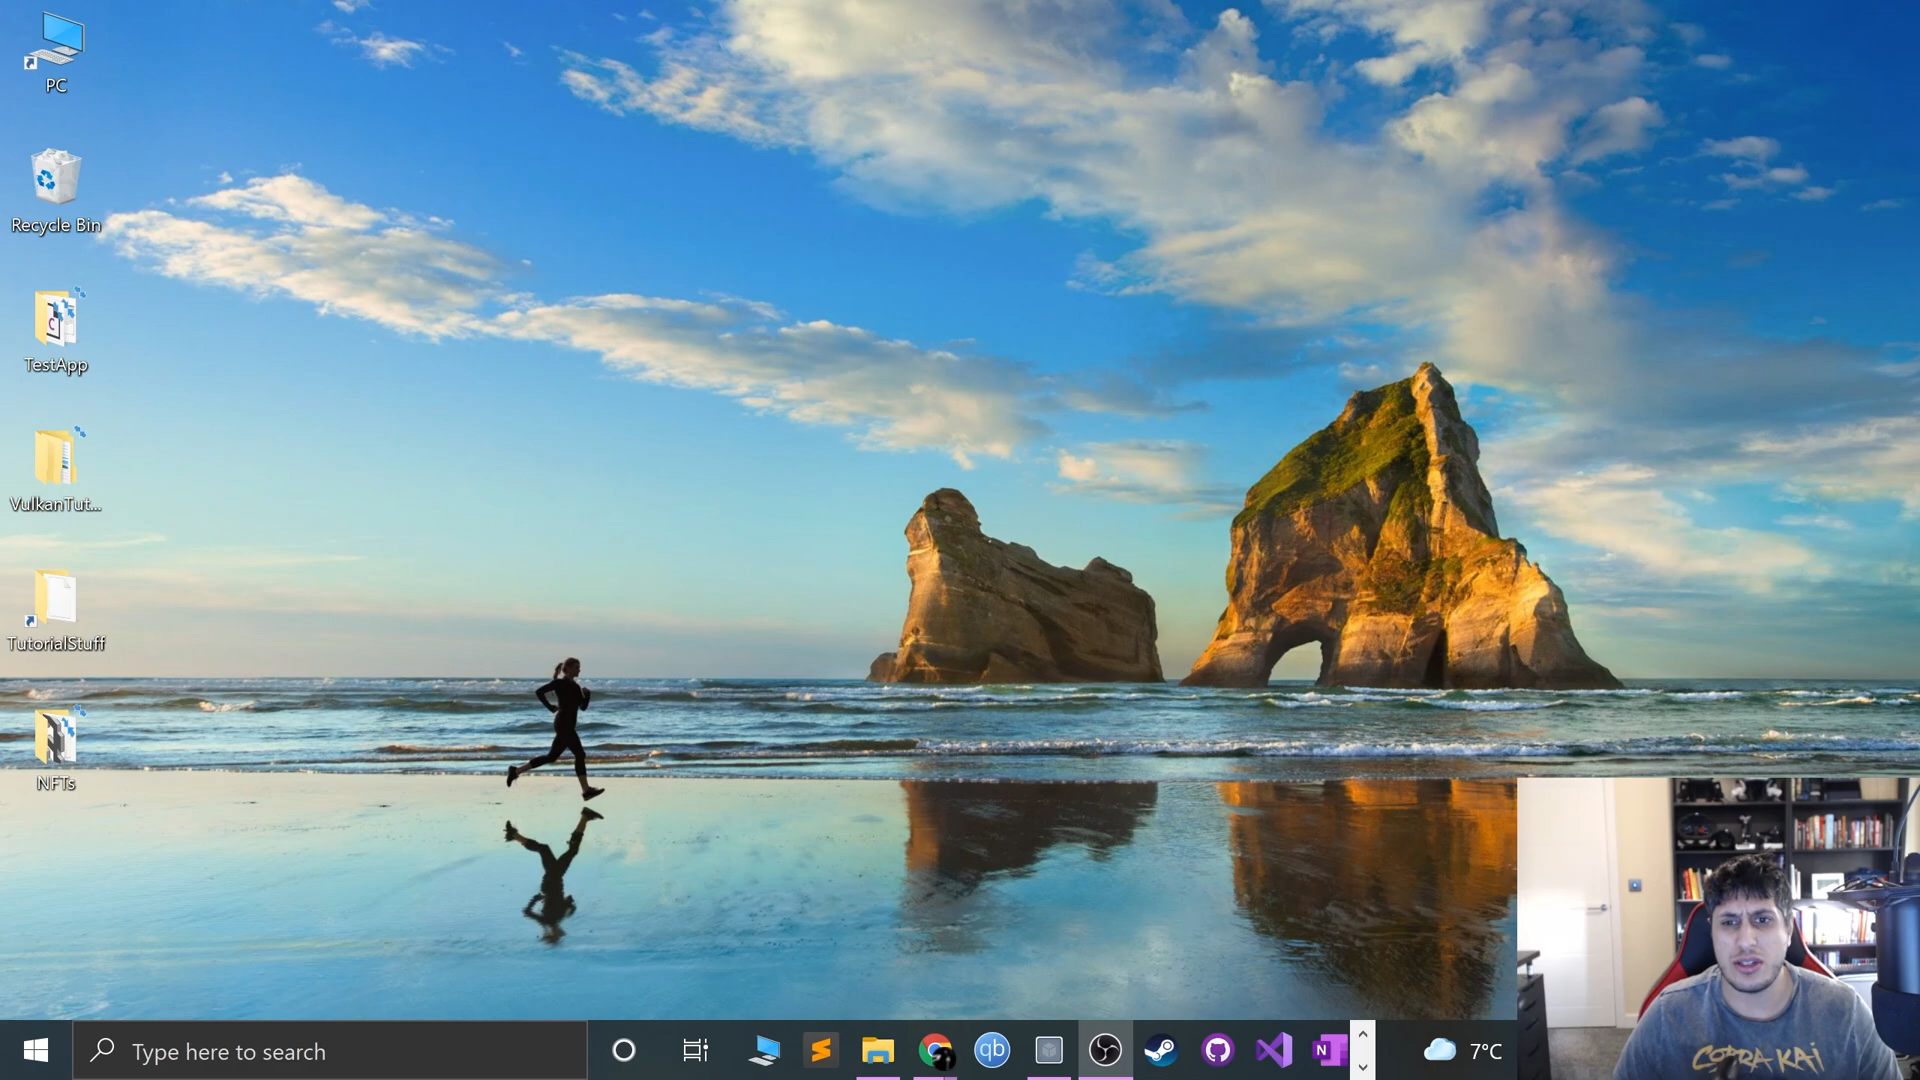 PC
Recycle Bin
TestApp
VulkanTut...
TutorialStuff
NFTs
Type here to search
qb
N
7°C
COBRA KAI